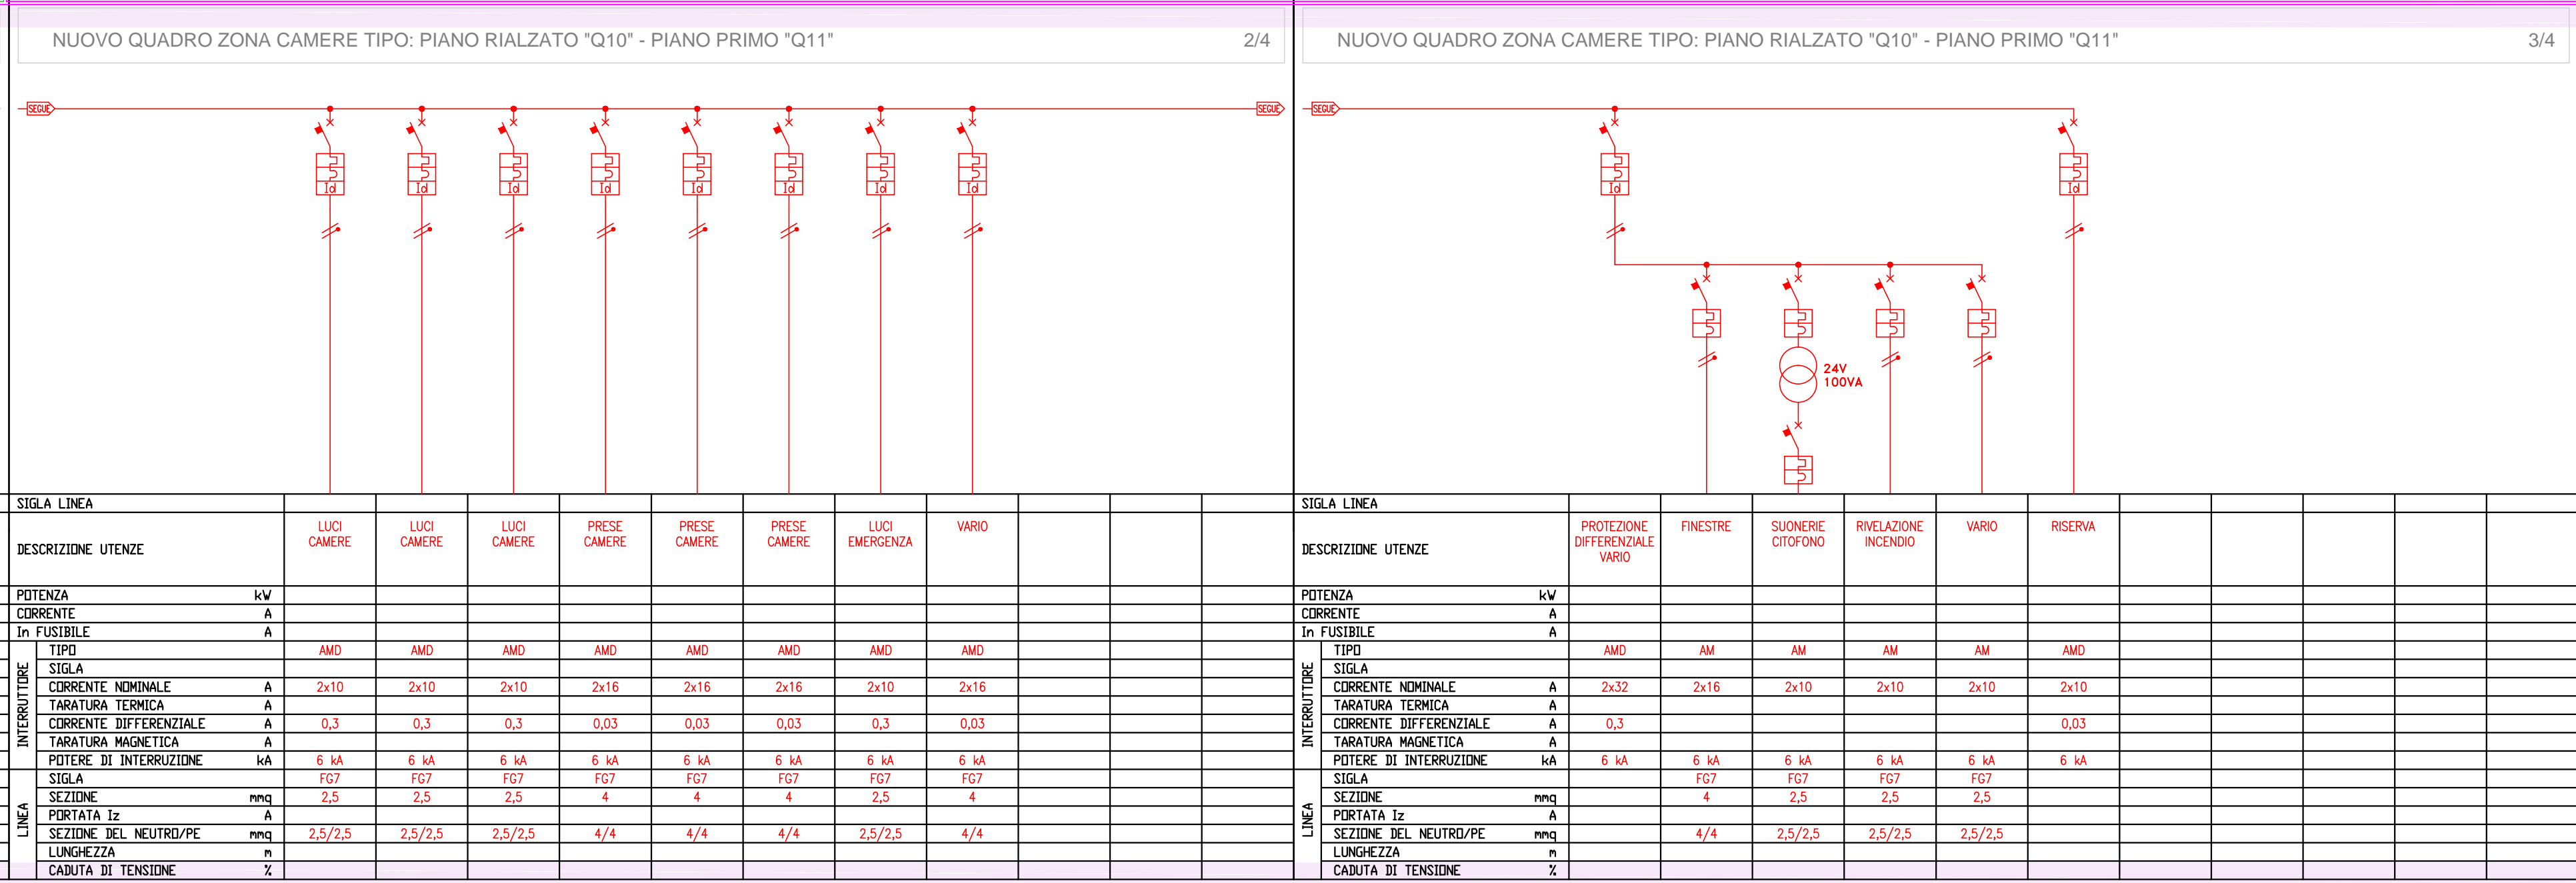 NUOVO QUADRO ZONA CAMERE TIPO: PIANO RIALZATO "Q10" - PIANO PRIMO "Q11" 2/4
SEGUE SEGUE
Id Id Id Id Id Id Id Id
SIGLA LINEA
DESCRIZIONE UTENZE LUCI CAMERE LUCI CAMERE LUCI CAMERE PRESE CAMERE PRESE CAMERE PRESE CAMERE LUCI EMERGENZA VARIO
POTENZA kW
CORRENTE A
In FUSIBILE A
INTERRUTTORE
TIPO AMD AMD AMD AMD AMD AMD AMD AMD
SIGLA
CORRENTE NOMINALE A 2x10 2x10 2x10 2x16 2x16 2x16 2x10 2x16
TARATURA TERMICA A
CORRENTE DIFFERENZIALE A 0,3 0,3 0,3 0,03 0,03 0,03 0,3 0,03
TARATURA MAGNETICA A
POTERE DI INTERRUZIONE kA 6 kA 6 kA 6 kA 6 kA 6 kA 6 kA 6 kA 6 kA
LINEA
SIGLA FG7 FG7 FG7 FG7 FG7 FG7 FG7 FG7
SEZIONE mmq 2,5 2,5 2,5 4 4 4 2,5 4
PORTATA Iz A
SEZIONE DEL NEUTRO/PE mmq 2,5/2,5 2,5/2,5 2,5/2,5 4/4 4/4 4/4 2,5/2,5 4/4
LUNGHEZZA m
CADUTA DI TENSIONE %
NUOVO QUADRO ZONA CAMERE TIPO: PIANO RIALZATO "Q10" - PIANO PRIMO "Q11" 3/4
SEGUE
Id Id
24V
100VA
SIGLA LINEA
DESCRIZIONE UTENZE PROTEZIONE DIFFERENZIALE VARIO FINESTRE SUONERIE CITOFONO RIVELAZIONE INCENDIO VARIO RISERVA
POTENZA kW
CORRENTE A
In FUSIBILE A
INTERRUTTORE
TIPO AMD AM AM AM AM AMD
SIGLA
CORRENTE NOMINALE A 2x32 2x16 2x10 2x10 2x10 2x10
TARATURA TERMICA A
CORRENTE DIFFERENZIALE A 0,3 0,03
TARATURA MAGNETICA A
POTERE DI INTERRUZIONE kA 6 kA 6 kA 6 kA 6 kA 6 kA 6 kA
LINEA
SIGLA FG7 FG7 FG7 FG7
SEZIONE mmq 4 2,5 2,5 2,5
PORTATA Iz A
SEZIONE DEL NEUTRO/PE mmq 4/4 2,5/2,5 2,5/2,5 2,5/2,5
LUNGHEZZA m
CADUTA DI TENSIONE %